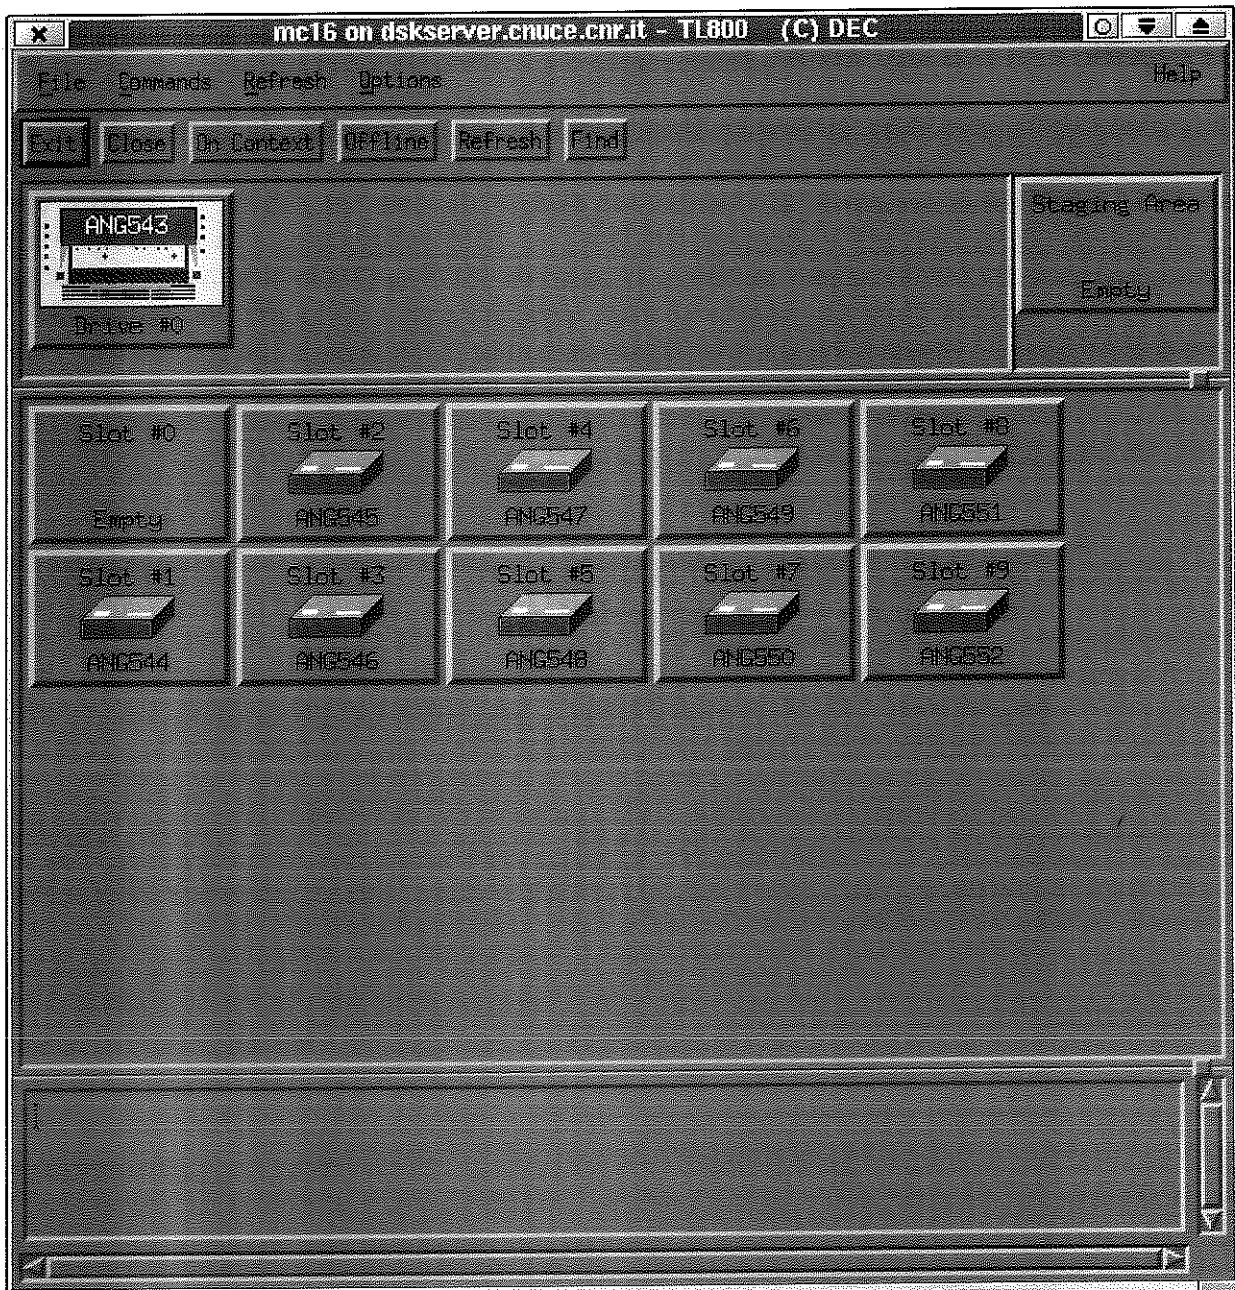 mc16 on dskserver.cnuce.cnr.it - TL800 (C) DEC
File Commands Refresh Options Help
Exit Close On Context Offline Refresh Find
ANG543
Drive #0
Staging Area
Empty
Slot #0 Slot #2 Slot #4 Slot #6 Slot #8
Empty ANG545 ANG547 ANG549 ANG551
Slot #1 Slot #3 Slot #5 Slot #7 Slot #9
ANG544 ANG546 ANG548 ANG550 ANG552